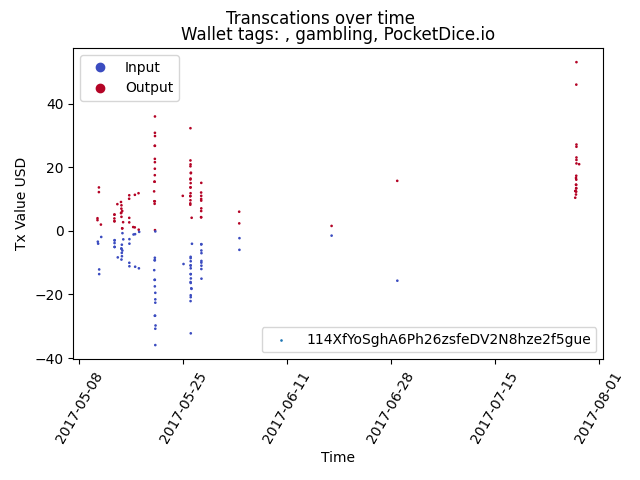 Transcations over time
Wallet tags: , gambling, PocketDice.io
Input
Output
40
20
0
−20
−40
Tx Value USD
114XfYoSghA6Ph26zsfeDV2N8hze2f5gue
2017-05-08
2017-05-25
2017-06-11
2017-06-28
2017-07-15
2017-08-01
Time